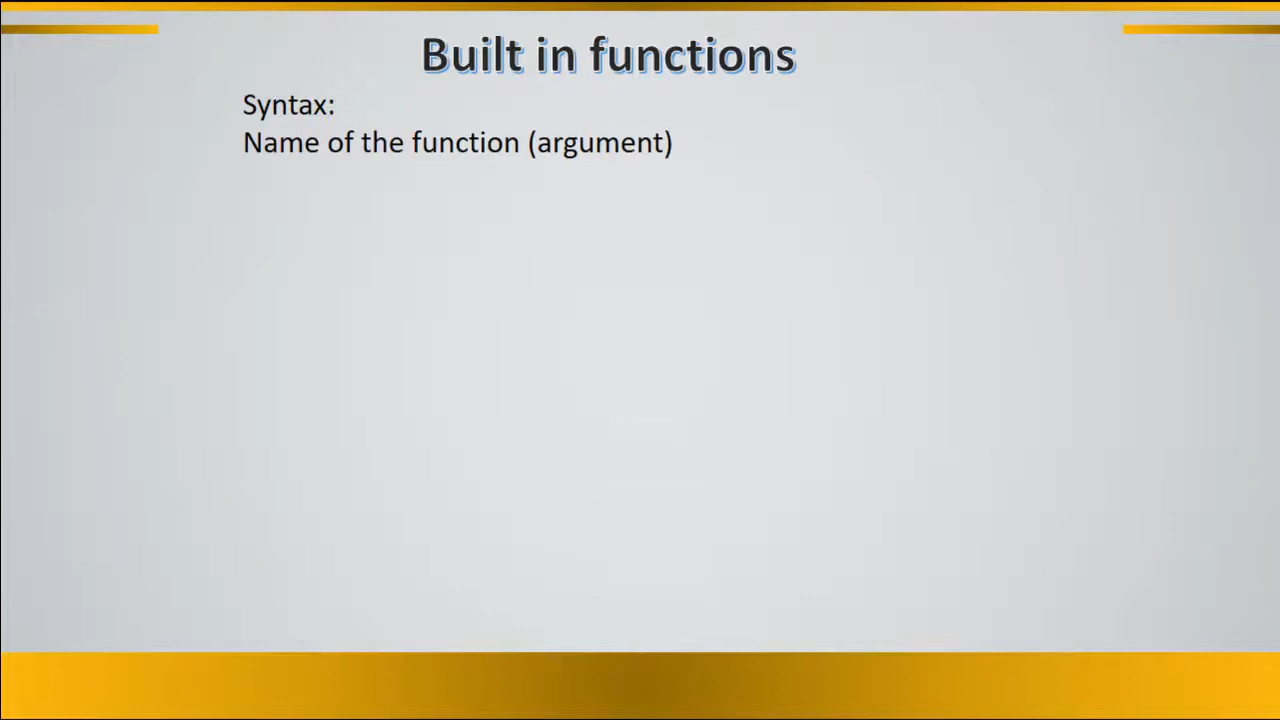 Built in functions
Syntax:
Name of the function (argument)